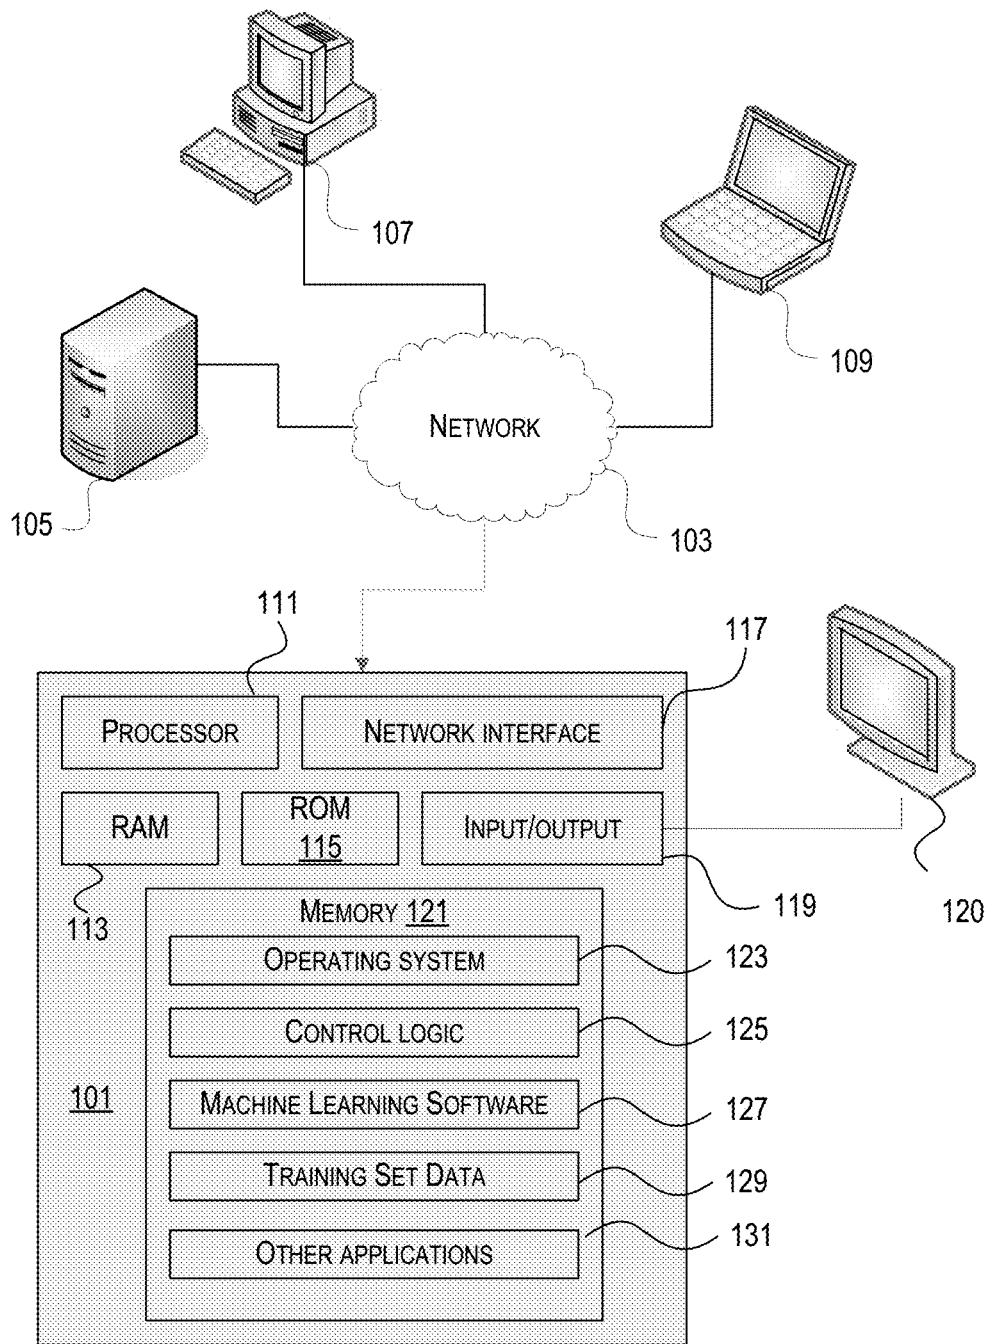 107
109
NETWORK
105
103
111
117
PROCESSOR
NETWORK INTERFACE
RAM
ROM
115
INPUT/OUTPUT
113
119
120
MEMORY 121
OPERATING SYSTEM
123
CONTROL LOGIC
125
101
MACHINE LEARNING SOFTWARE
127
TRAINING SET DATA
129
OTHER APPLICATIONS
131